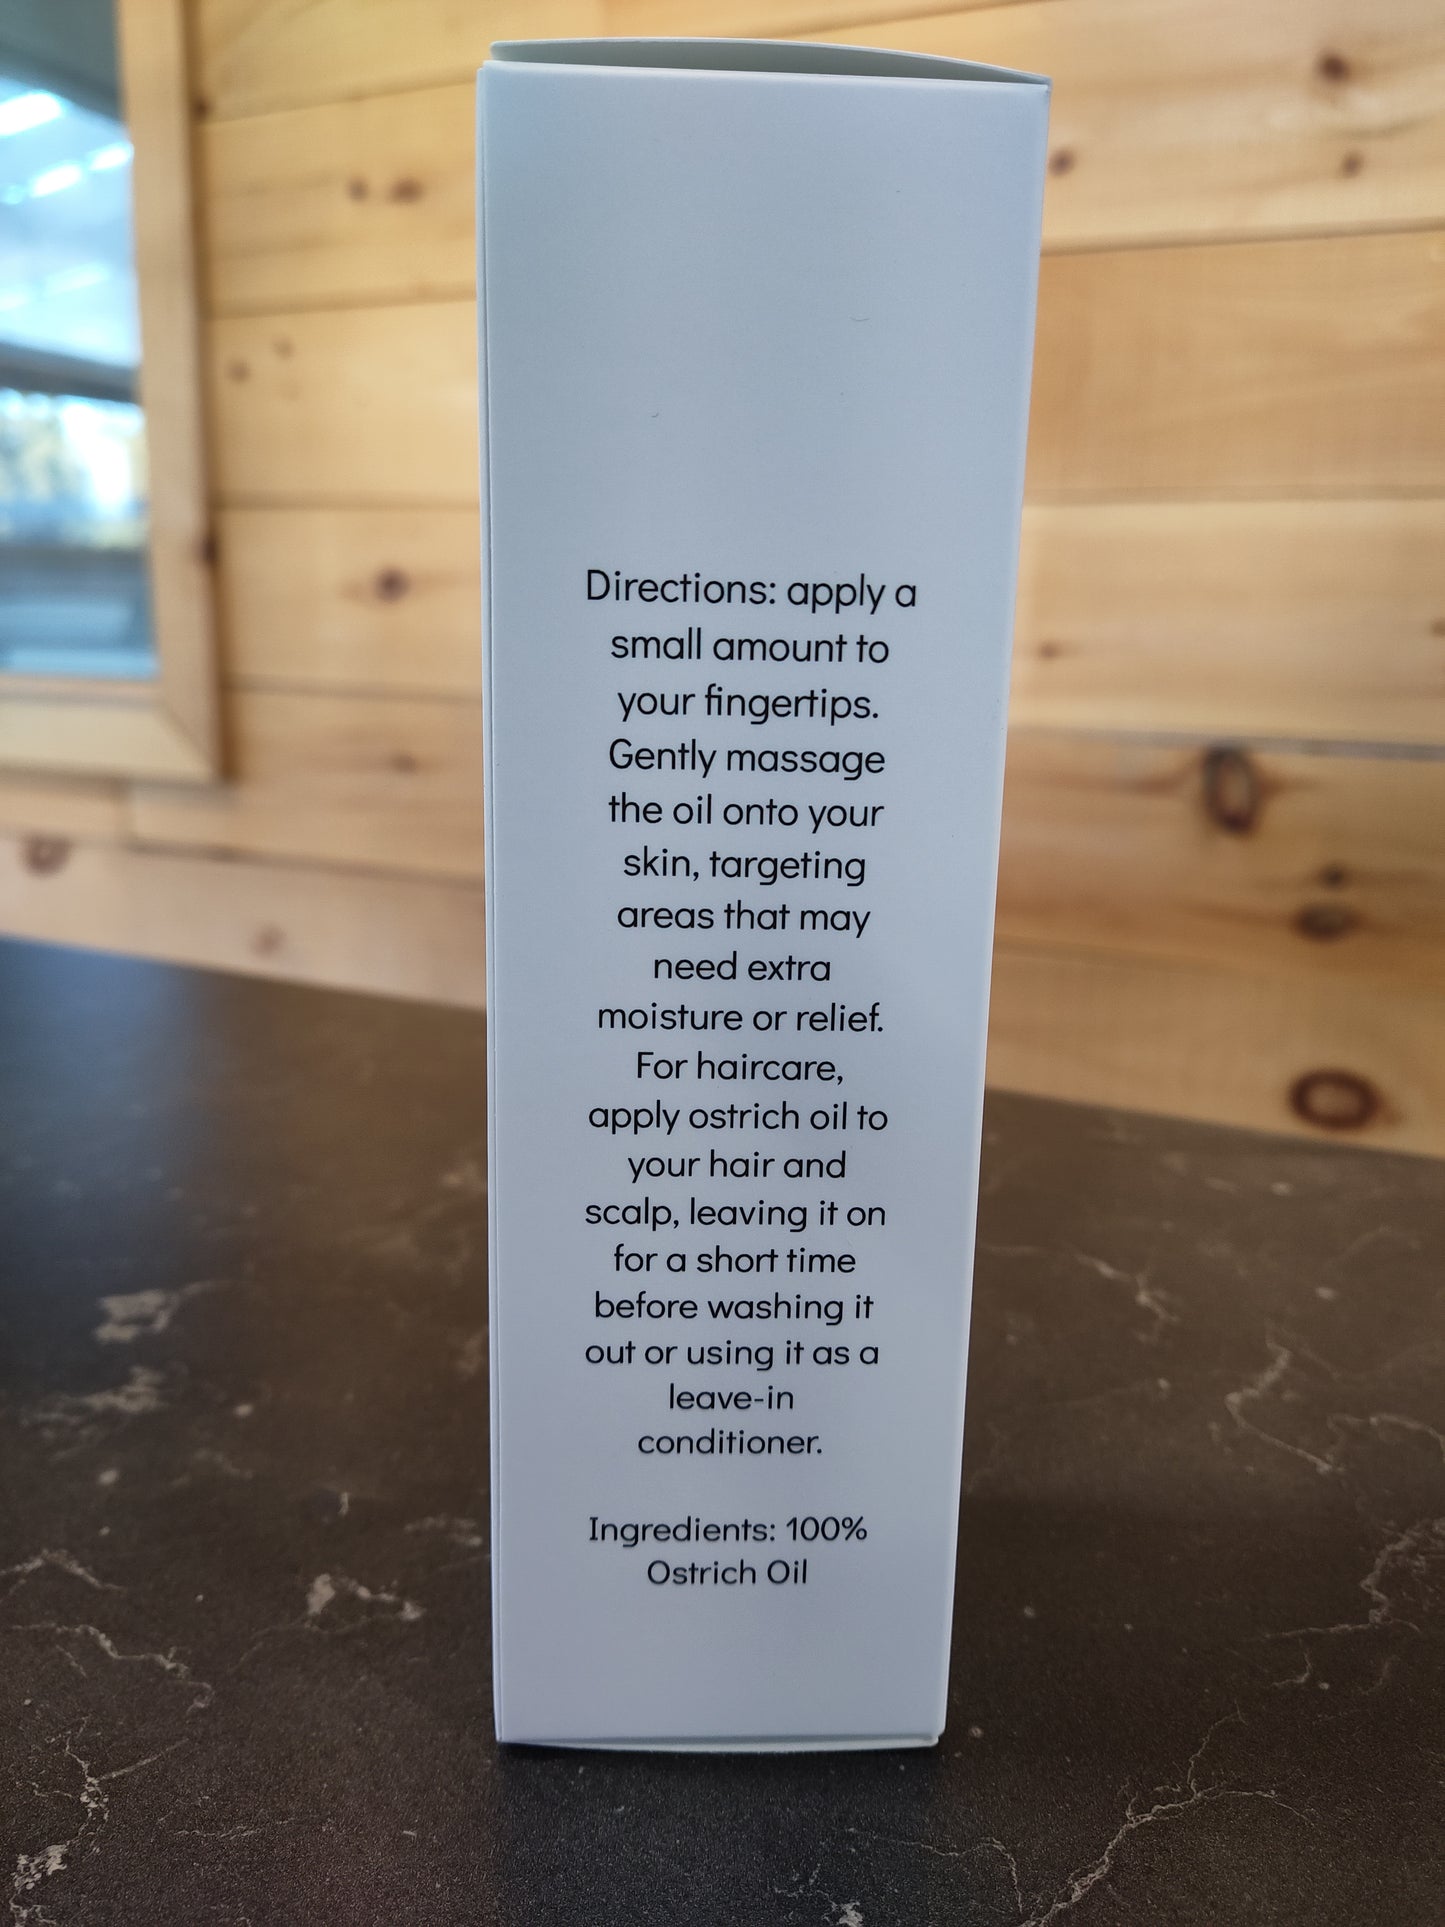 Directions: apply a
small amount to
your fingertips.
Gently massage
the oil onto your
skin, targeting
areas that may
need extra
moisture or relief.
For haircare,
apply ostrich oil to
your hair and
scalp, leaving it on
for a short time
before washing it
out or using it as a
leave-in
conditioner.
Ingredients: 100%
Ostrich Oil